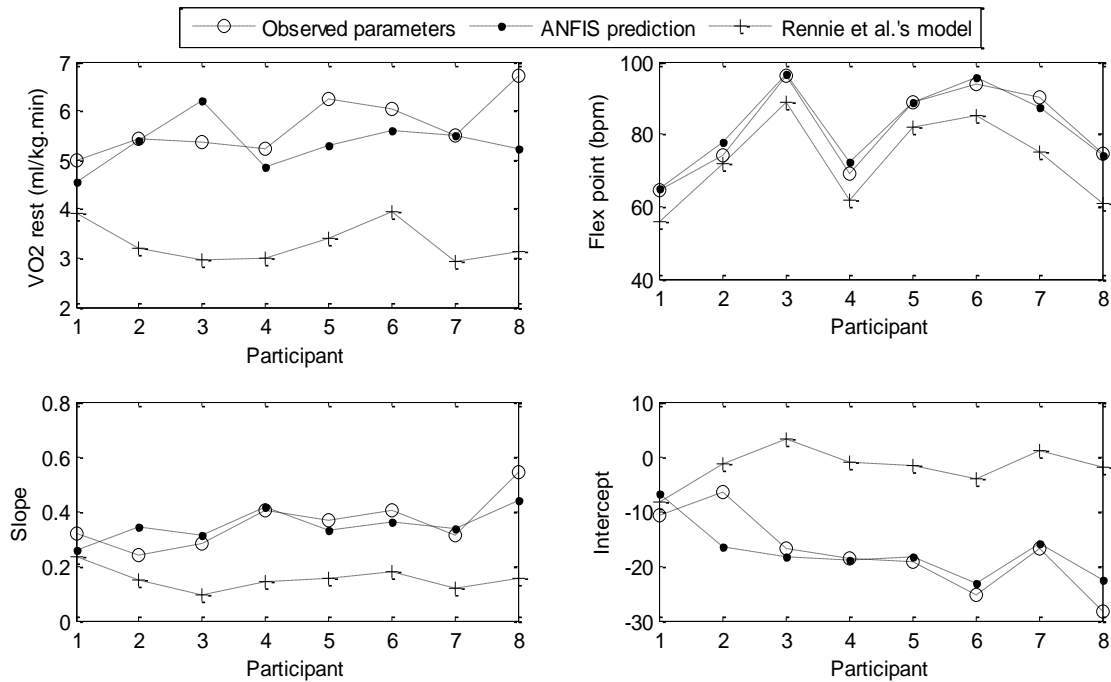 Observed parameters ANFIS prediction Rennie et al.'s model
7
6
5
4
3
2
VO2 rest (ml/kg.min)
1 2 3 4 5 6 7 8
Participant
100
80
60
40
Flex point (bpm)
1 2 3 4 5 6 7 8
Participant
0.8
0.6
0.4
0.2
0
Slope
1 2 3 4 5 6 7 8
Participant
10
0
-10
-20
-30
Intercept
1 2 3 4 5 6 7 8
Participant